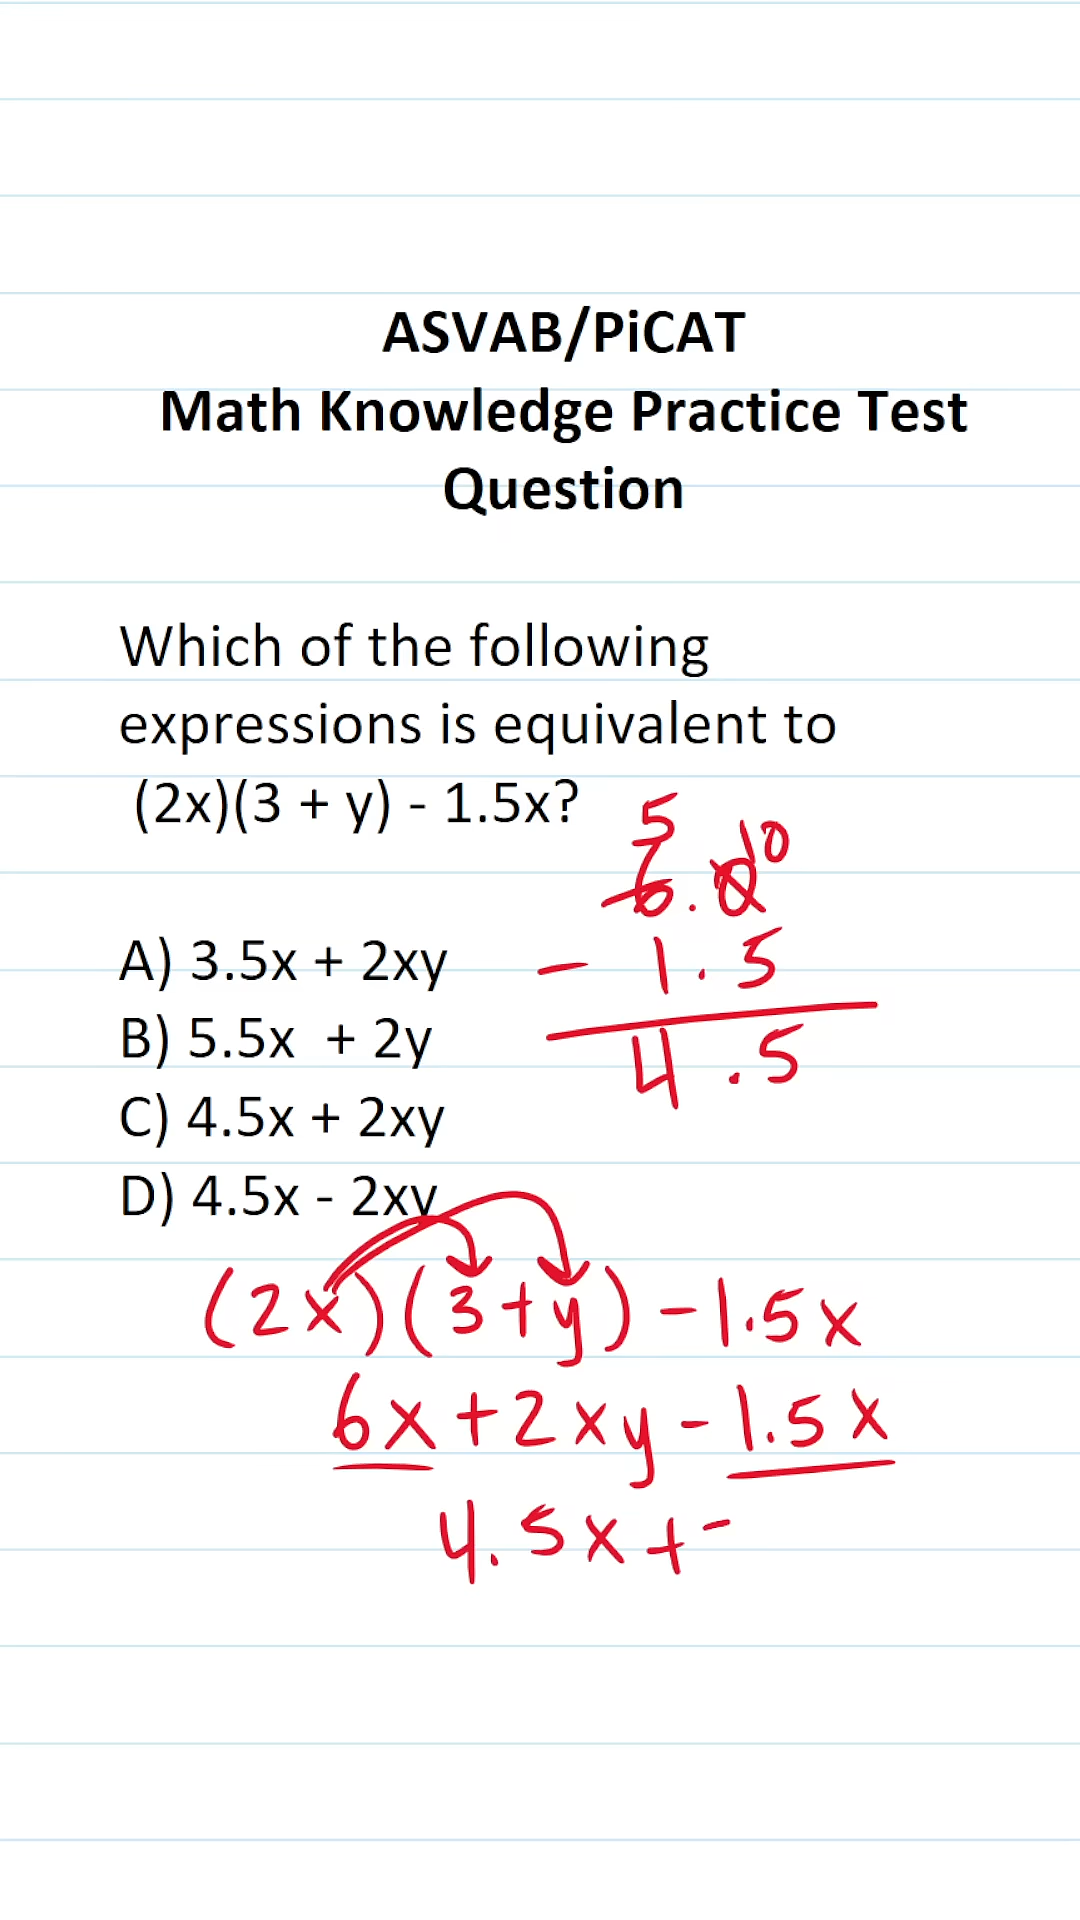 ASVAB/PiCAT
Math Knowledge Practice Test
Question
Which of the following
expressions is equivalent to
(2x)(3 + y) - 1.5x?
5 10
6.0
- 1.5
4.5
A) 3.5x + 2xy
B) 5.5x + 2y
C) 4.5x + 2xy
D) 4.5x - 2xy
(2x)(3+y)-1.5x
6x+2xy-1.5x
4.5x+